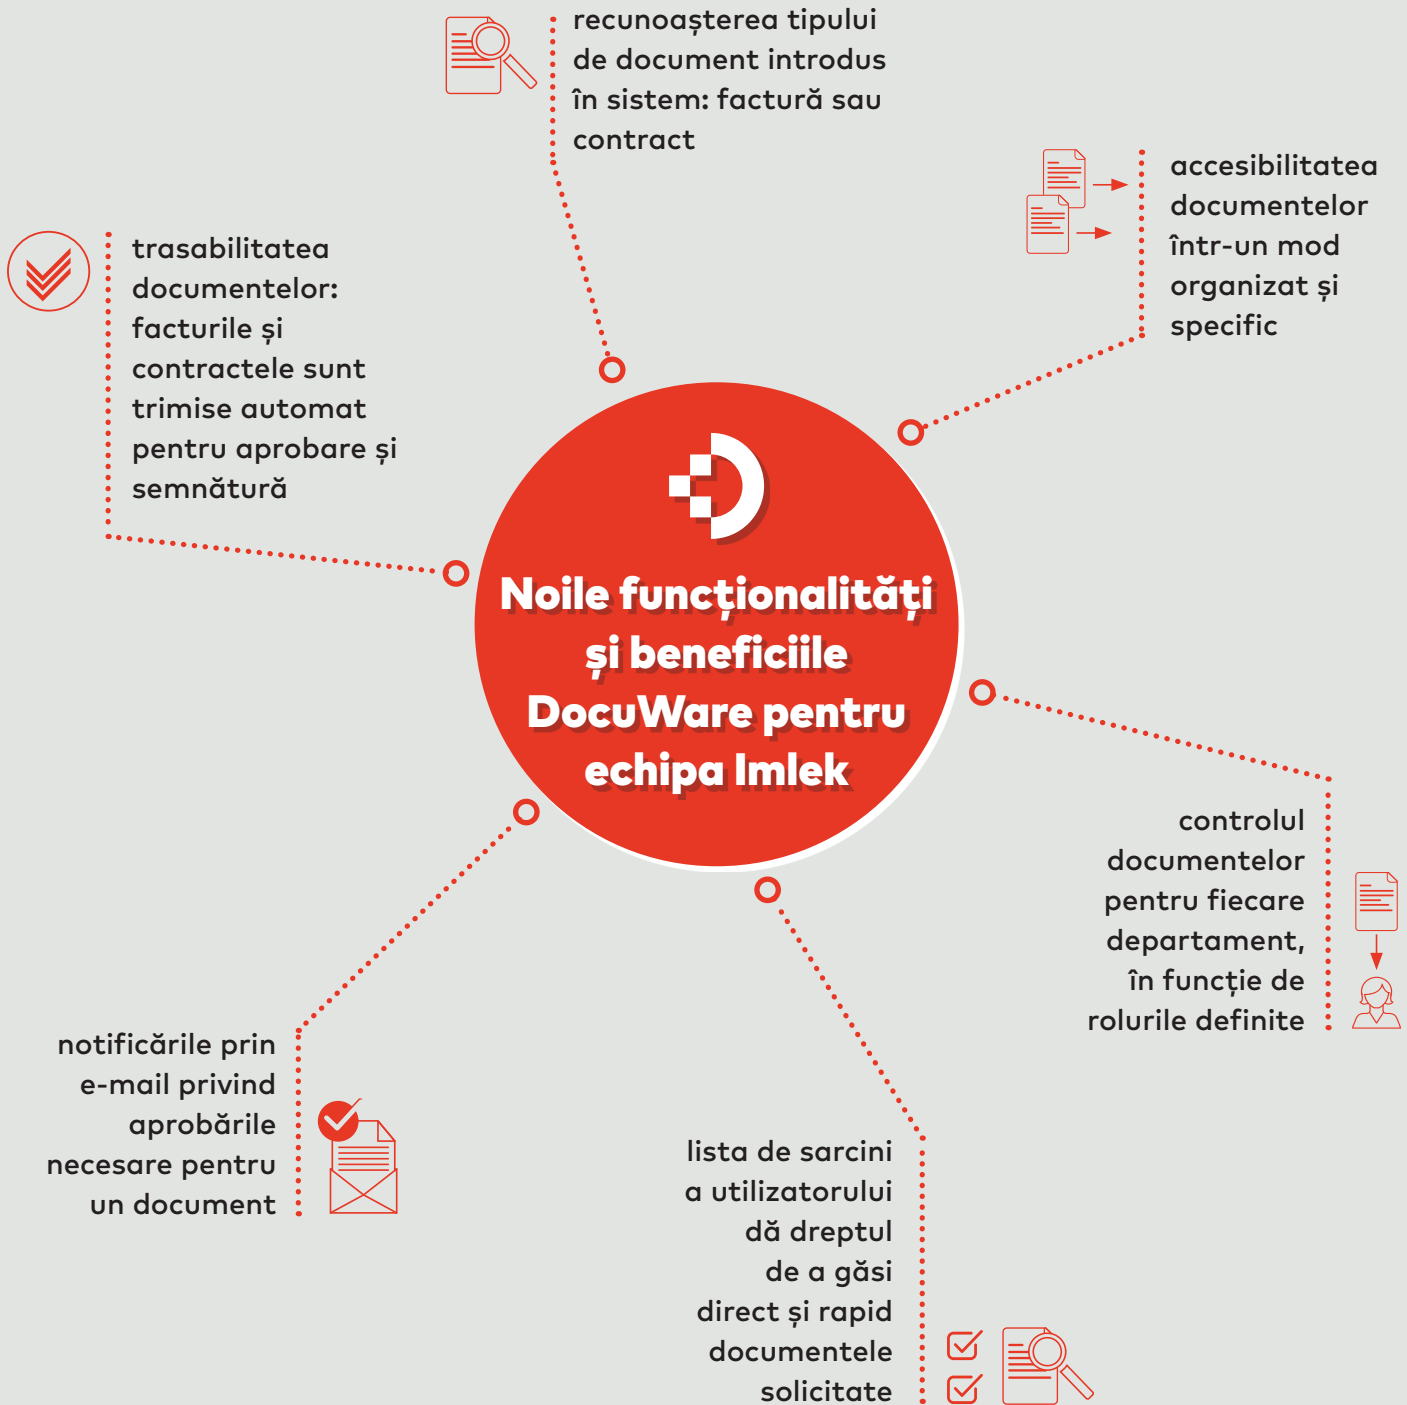 recunoașterea tipului
de document introdus
în sistem: factură sau
contract
accesibilitatea
documentelor
într-un mod
organizat și
specific
trasabilitatea
documentelor:
facturile și
contractele sunt
trimise automat
pentru aprobare și
semnătură
Noile funcționalități
și beneficiile
DocuWare pentru
echipa Imlek
controlul
documentelor
pentru fiecare
departament,
în funcție de
rolurile definite
notificările prin
e-mail privind
aprobările
necesare pentru
un document
lista de sarcini
a utilizatorului
dă dreptul
de a găsi
direct și rapid
documentele
solicitate